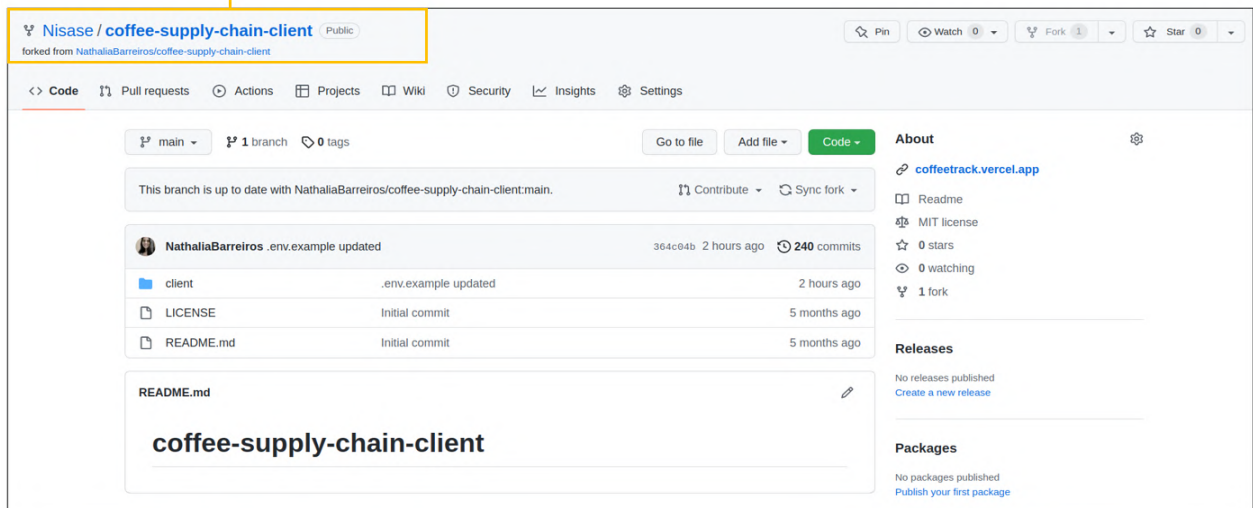 Nisase / coffee-supply-chain-client Public
Pin Watch 0 Fork 1 Star 0
forked from NathaliaBarreiros/coffee-supply-chain-client
Code Pull requests Actions Projects Wiki Security Insights Settings
main 1 branch 0 tags Go to file Add file Code
This branch is up to date with NathaliaBarreiros/coffee-supply-chain-client:main. Contribute Sync fork
NathaliaBarreiros .env.example updated 364c04b 2 hours ago 240 commits
client .env.example updated 2 hours ago
LICENSE Initial commit 5 months ago
README.md Initial commit 5 months ago
README.md
coffee-supply-chain-client
About
coffeetrack.vercel.app
Readme
MIT license
0 stars
0 watching
1 fork
Releases
No releases published
Create a new release
Packages
No packages published
Publish your first package